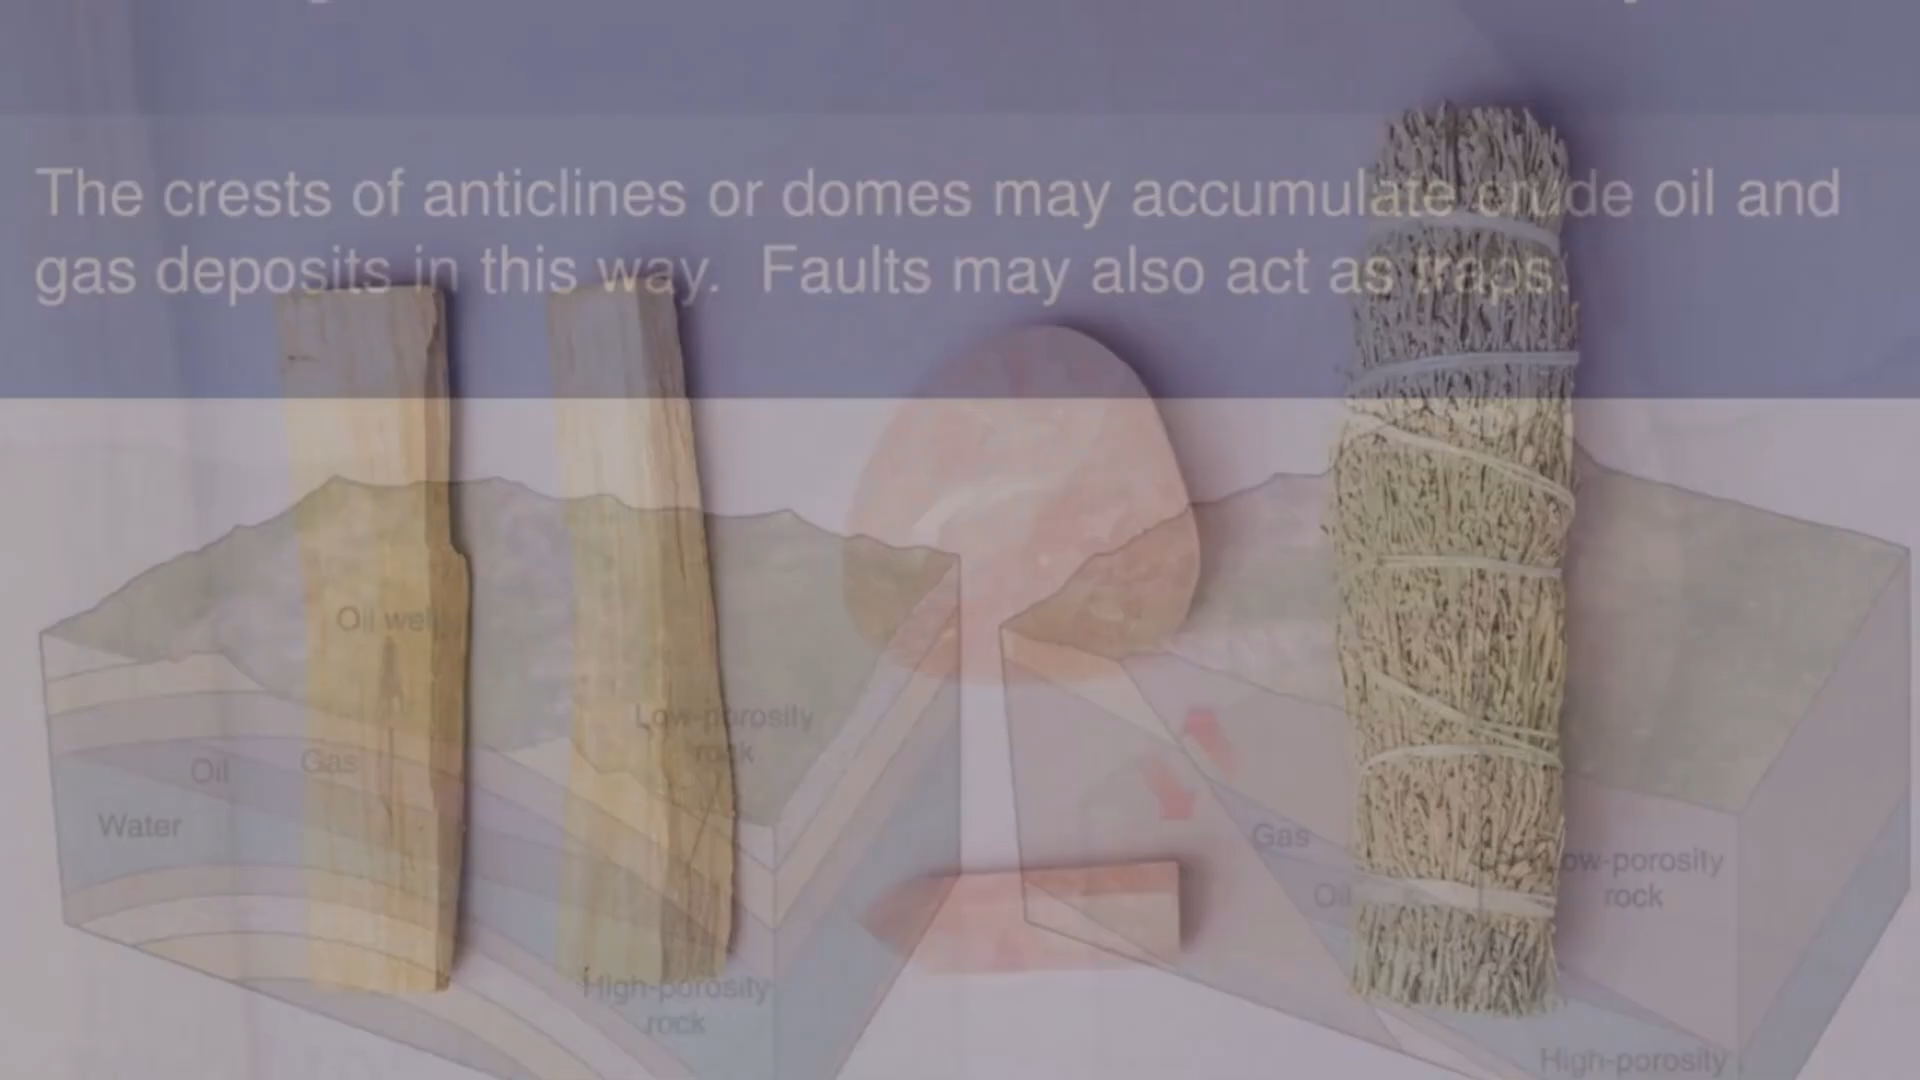 The crests of anticlines or domes may accumulate crude oil and
gas deposits in this way. Faults may also act as traps.
Oil well
Low-porosity
rock
Oil
Gas
Water
High-porosity
rock
Gas
Oil
Low-porosity
rock
High-porosity